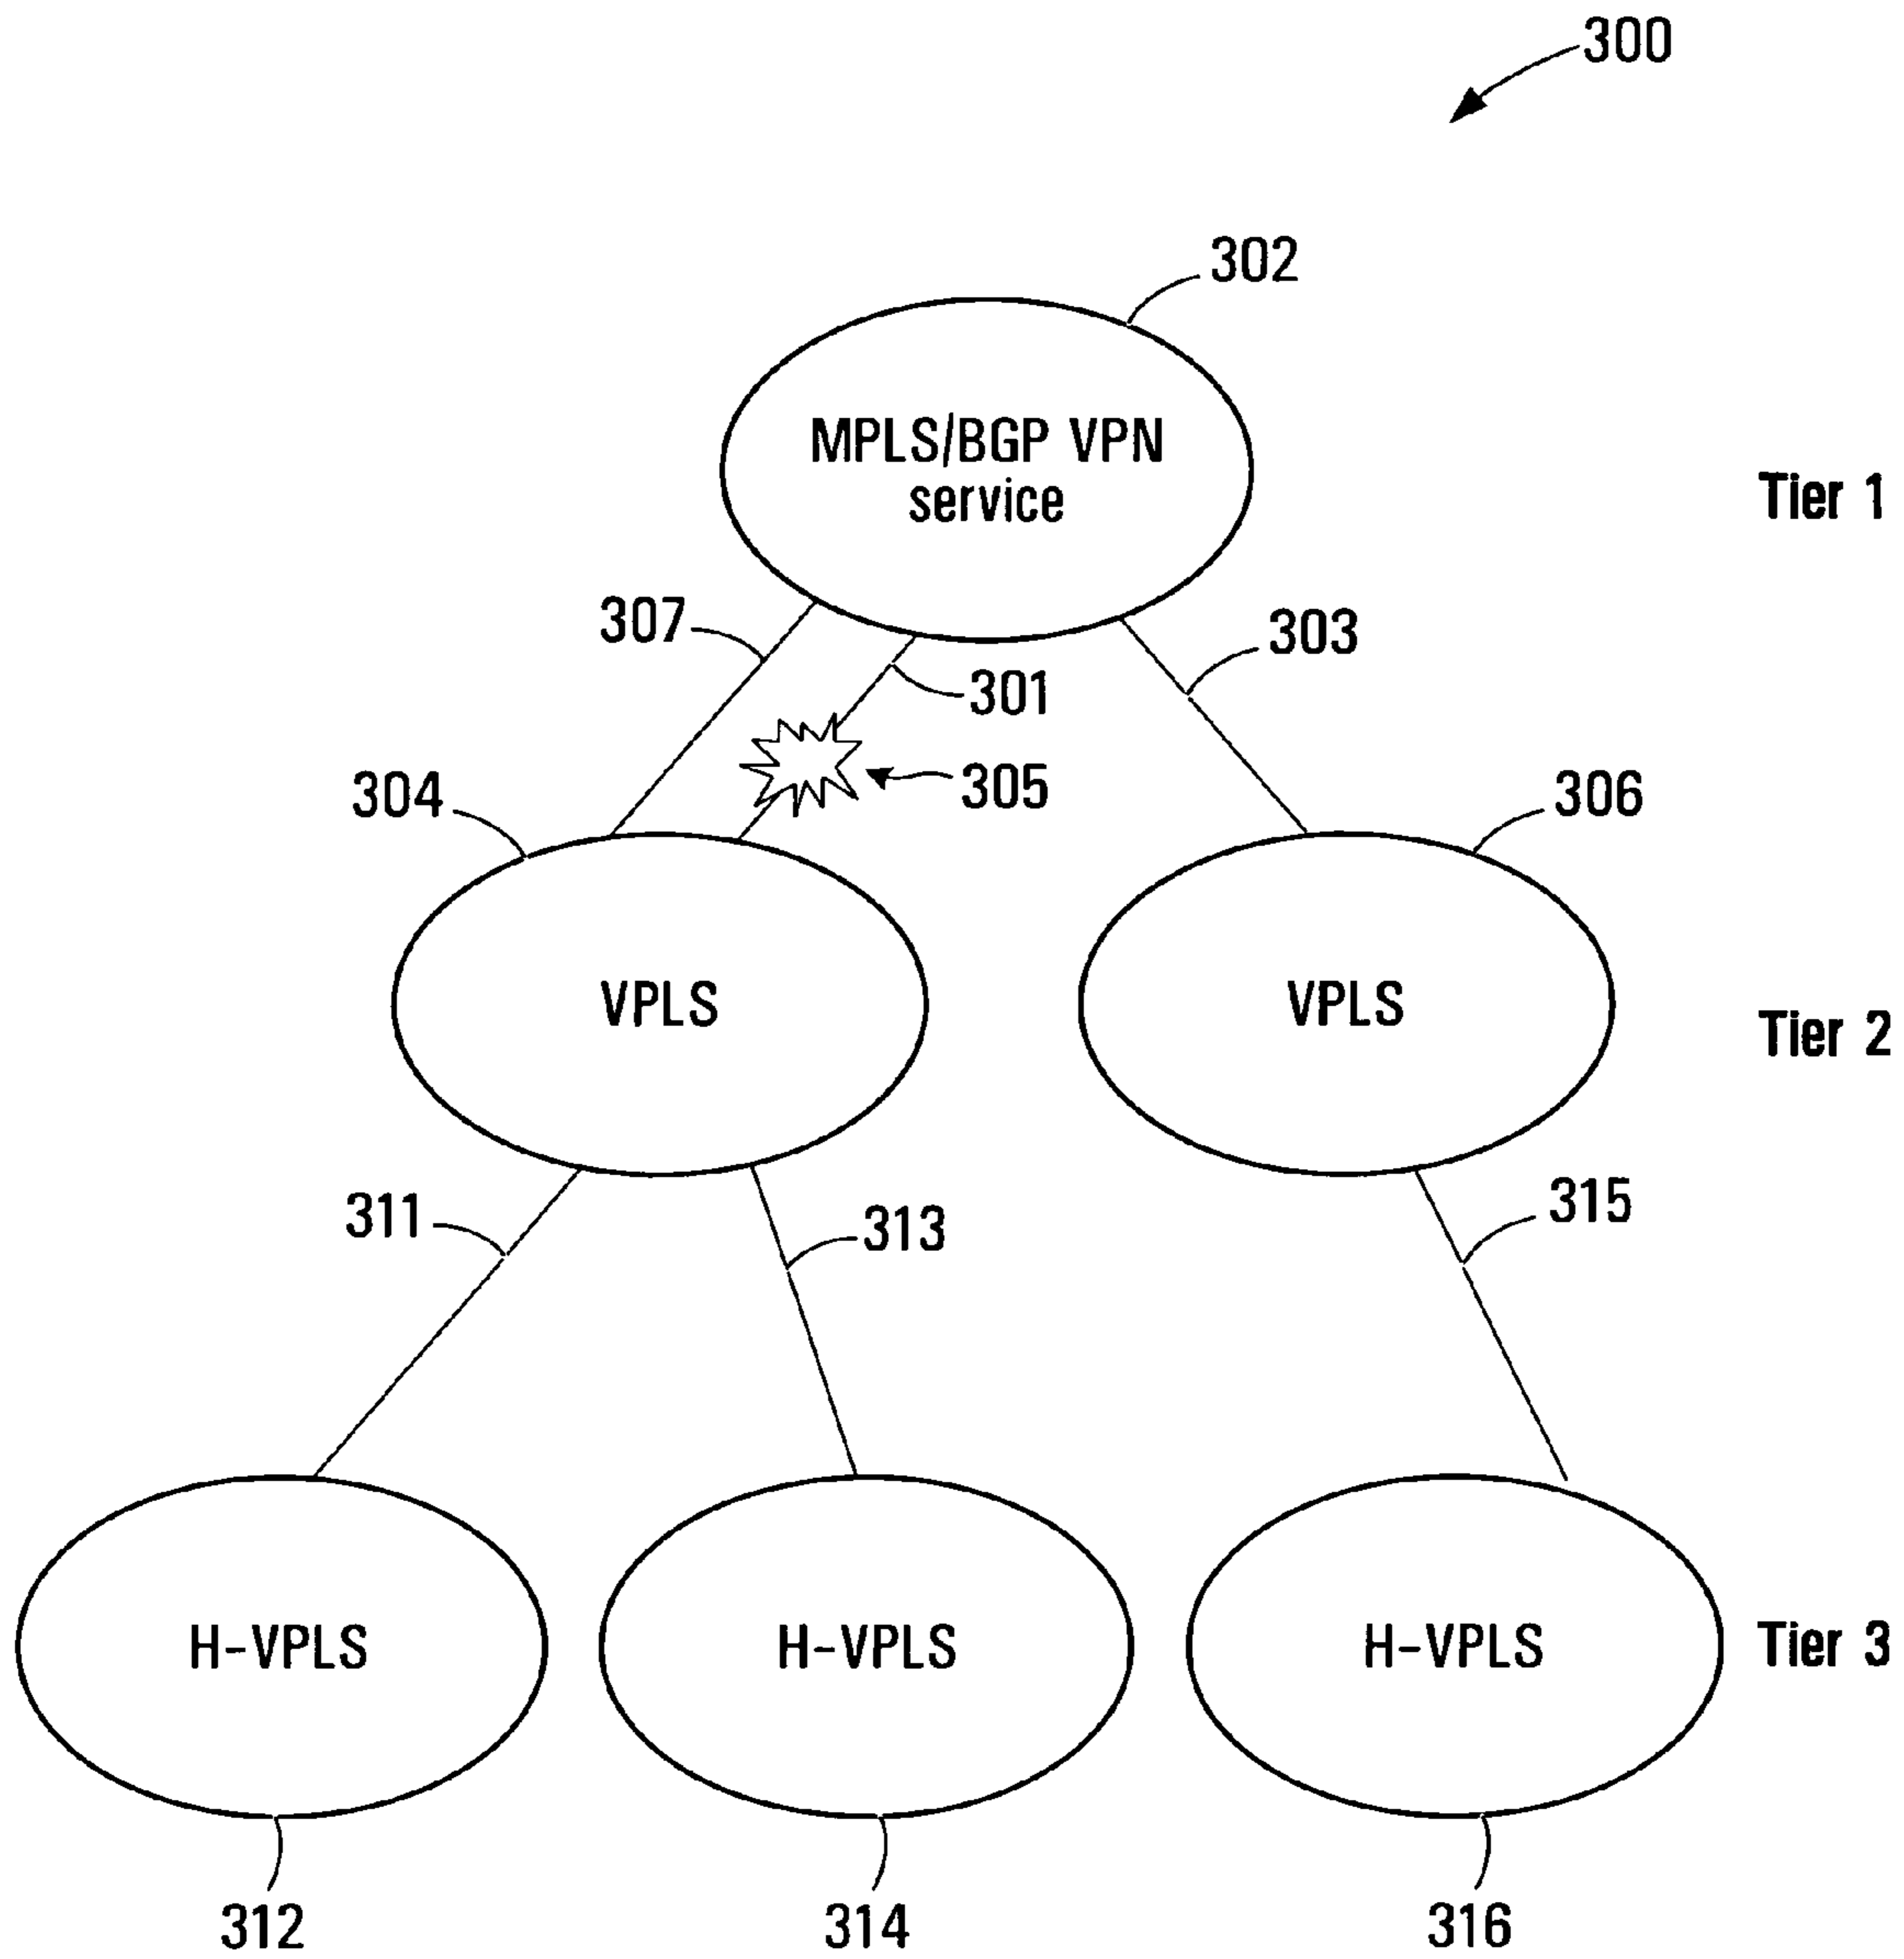 300
302
MPLS/BGP VPN
service
Tier 1
307
303
301
305
304
306
VPLS
VPLS
Tier 2
311
313
315
H-VPLS
H-VPLS
H-VPLS
Tier 3
312
314
316